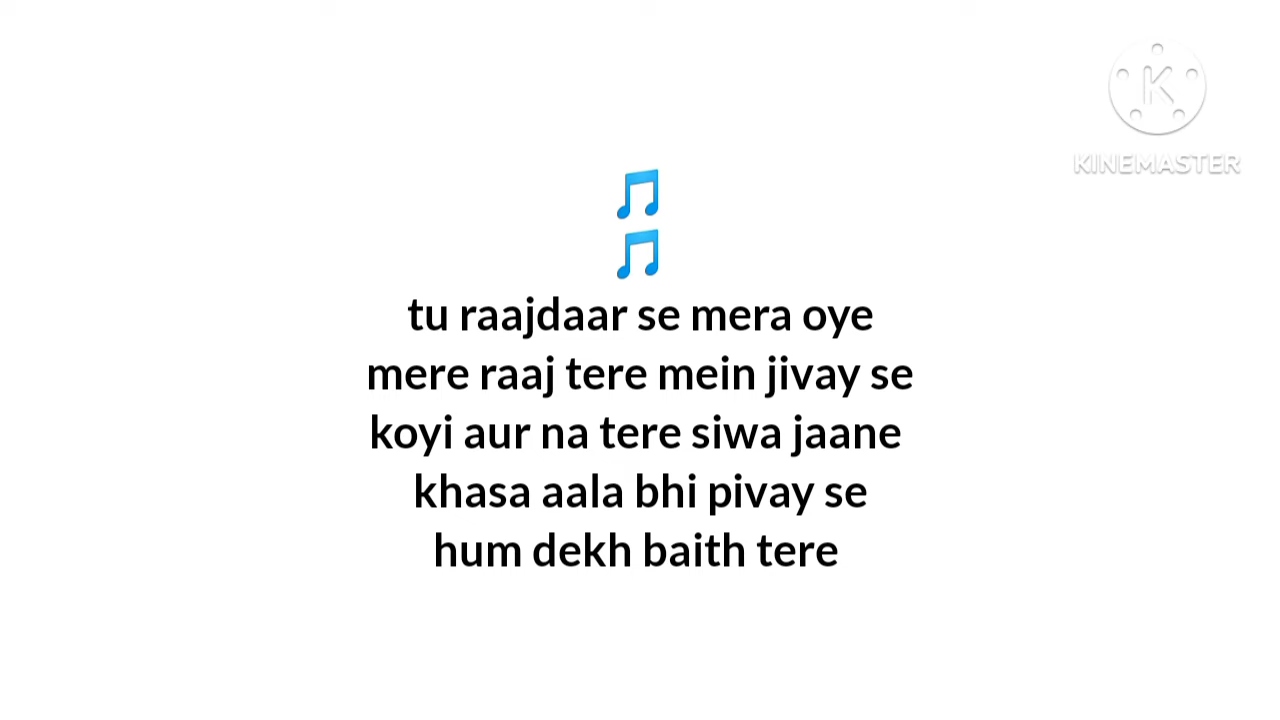 K
KINEMASTER
🎵
🎵
tu raajdaar se mera oye
mere raaj tere mein jivay se
koyi aur na tere siwa jaane
khasa aala bhi pivay se
hum dekh baith tere